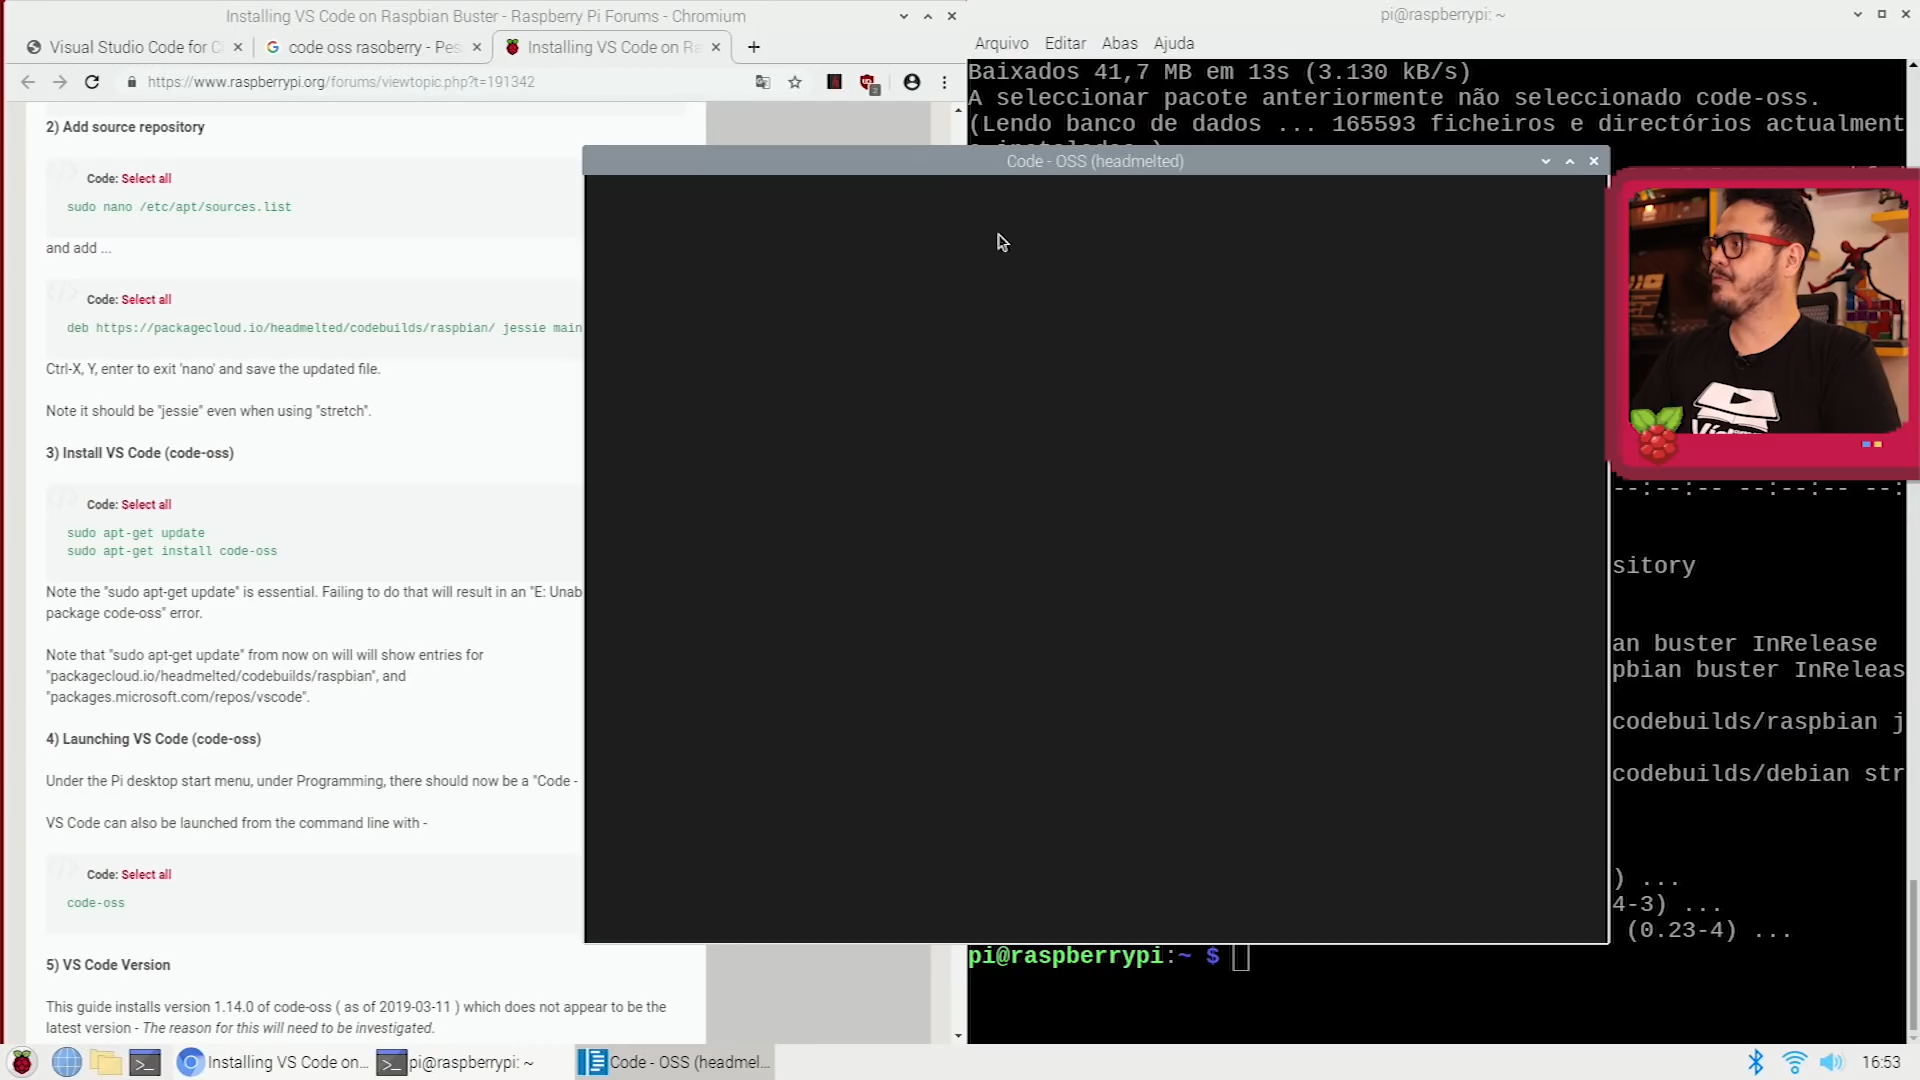 Installing VS Code on Raspbian Buster - Raspberry Pi Forums - Chromium
Visual Studio Code for C
code oss rasoberry - Pes
Installing VS Code on Ra
https://www.raspberrypi.org/forums/viewtopic.php?t=191342
2) Add source repository
Code: Select all
sudo nano /etc/apt/sources.list
and add ...
Code: Select all
deb https://packagecloud.io/headmelted/codebuilds/raspbian/ jessie main
Ctrl-X, Y, enter to exit 'nano' and save the updated file.
Note it should be "jessie" even when using "stretch".
3) Install VS Code (code-oss)
Code: Select all
sudo apt-get update
sudo apt-get install code-oss
Note the "sudo apt-get update" is essential. Failing to do that will result in an "E: Unab
package code-oss" error.
Note that "sudo apt-get update" from now on will will show entries for
"packagecloud.io/headmelted/codebuilds/raspbian", and
"packages.microsoft.com/repos/vscode".
4) Launching VS Code (code-oss)
Under the Pi desktop start menu, under Programming, there should now be a "Code -
VS Code can also be launched from the command line with -
Code: Select all
code-oss
5) VS Code Version
This guide installs version 1.14.0 of code-oss ( as of 2019-03-11 ) which does not appear to be the
latest version - The reason for this will need to be investigated.
Code - OSS (headmelted)
pi@raspberrypi: ~
Arquivo Editar Abas Ajuda
Baixados 41,7 MB em 13s (3.130 kB/s)
A seleccionar pacote anteriormente não seleccionado code-oss.
(Lendo banco de dados ... 165593 ficheiros e directórios actualment
--:--:-- --:--:-- --:
sitory
an buster InRelease
pbian buster InReleas
codebuilds/raspbian j
codebuilds/debian str
) ...
4-3) ...
(0.23-4) ...
pi@raspberrypi:~ $
Installing VS Code on...
pi@raspberrypi: ~
Code - OSS (headmel...
16:53